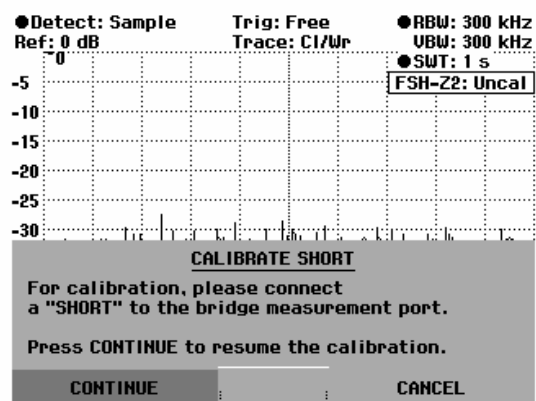 ●Detect: Sample Trig: Free ●RBW: 300 kHz
Ref: 0 dB Trace: Cl/Wr VBW: 300 kHz
0 ●SWT: 1 s
-5 FSH-Z2: Uncal
-10
-15
-20
-25
-30
CALIBRATE SHORT
For calibration, please connect
a "SHORT" to the bridge measurement port.
Press CONTINUE to resume the calibration.
CONTINUE CANCEL